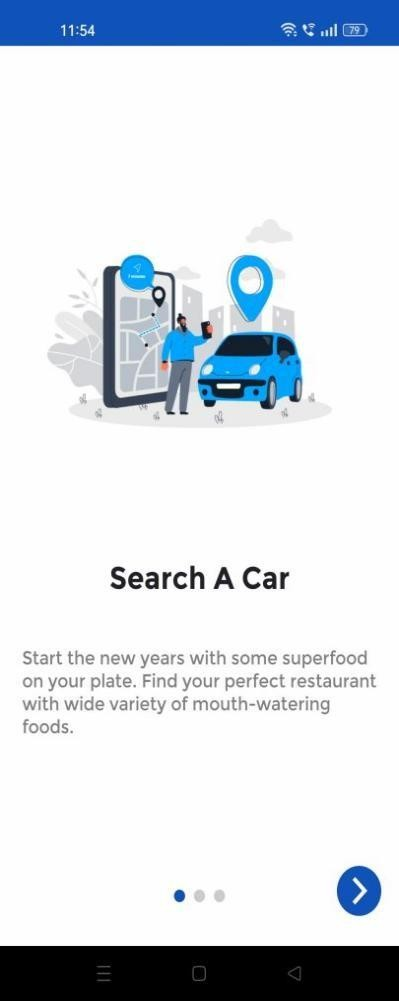 11:54
79
Search A Car
Start the new years with some superfood
on your plate. Find your perfect restaurant
with wide variety of mouth-watering
foods.